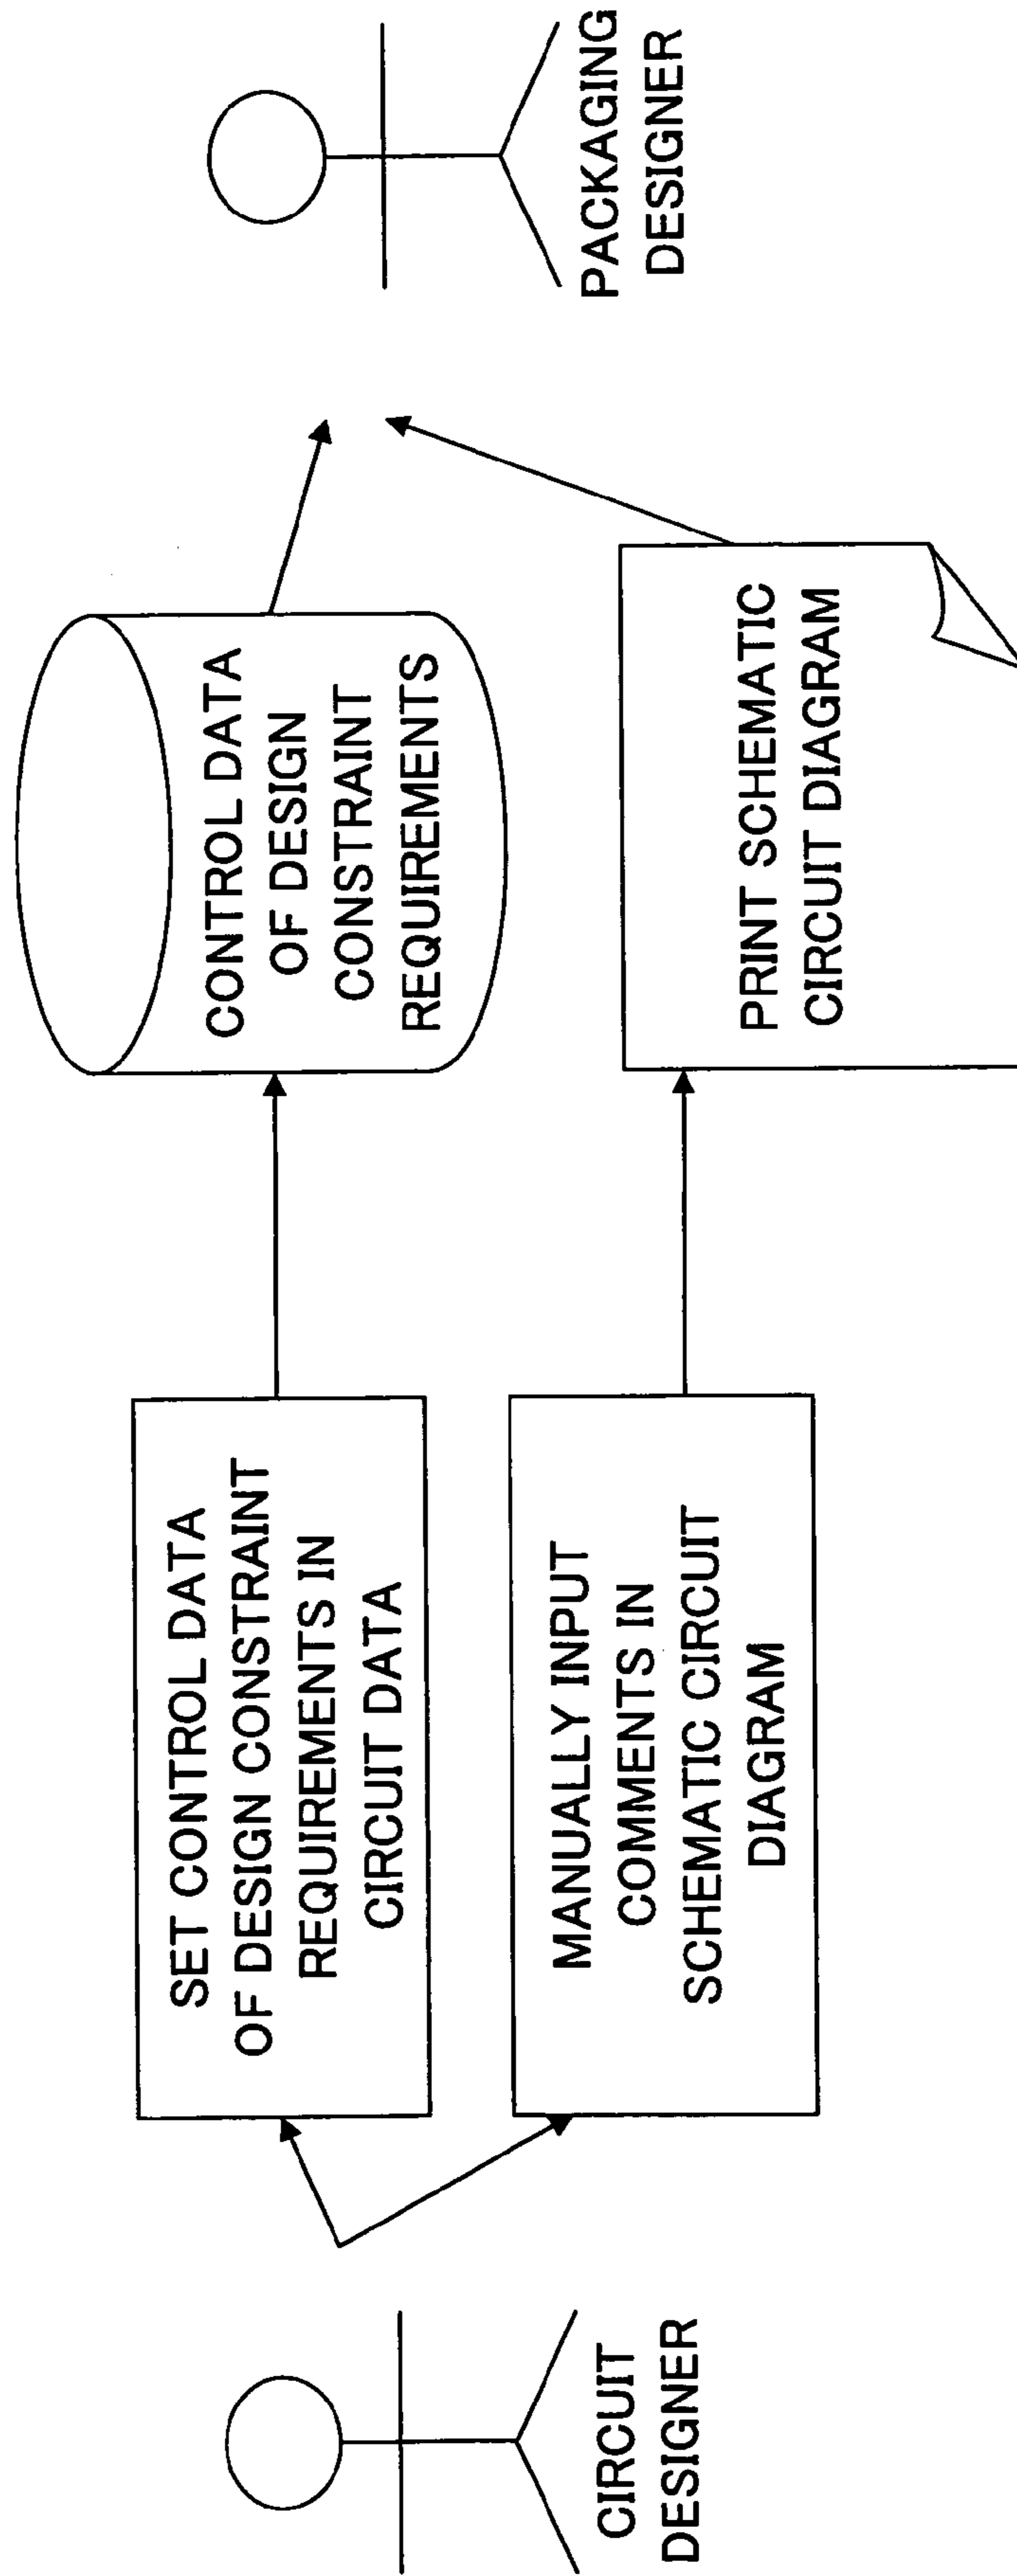 CIRCUIT
DESIGNER
SET CONTROL DATA
OF DESIGN CONSTRAINT
REQUIREMENTS IN
CIRCUIT DATA
MANUALLY INPUT
COMMENTS IN
SCHEMATIC CIRCUIT
DIAGRAM
CONTROL DATA
OF DESIGN
CONSTRAINT
REQUIREMENTS
PRINT SCHEMATIC
CIRCUIT DIAGRAM
PACKAGING
DESIGNER